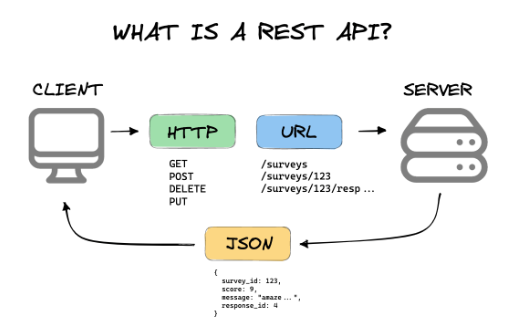 WHAT IS A REST API?
CLIENT
SERVER
HTTP
URL
GET
POST
DELETE
PUT
/surveys
/surveys/123
/surveys/123/resp...
JSON
{
survey_id: 123,
score: 9,
message: "amaze...",
response_id: 4
}